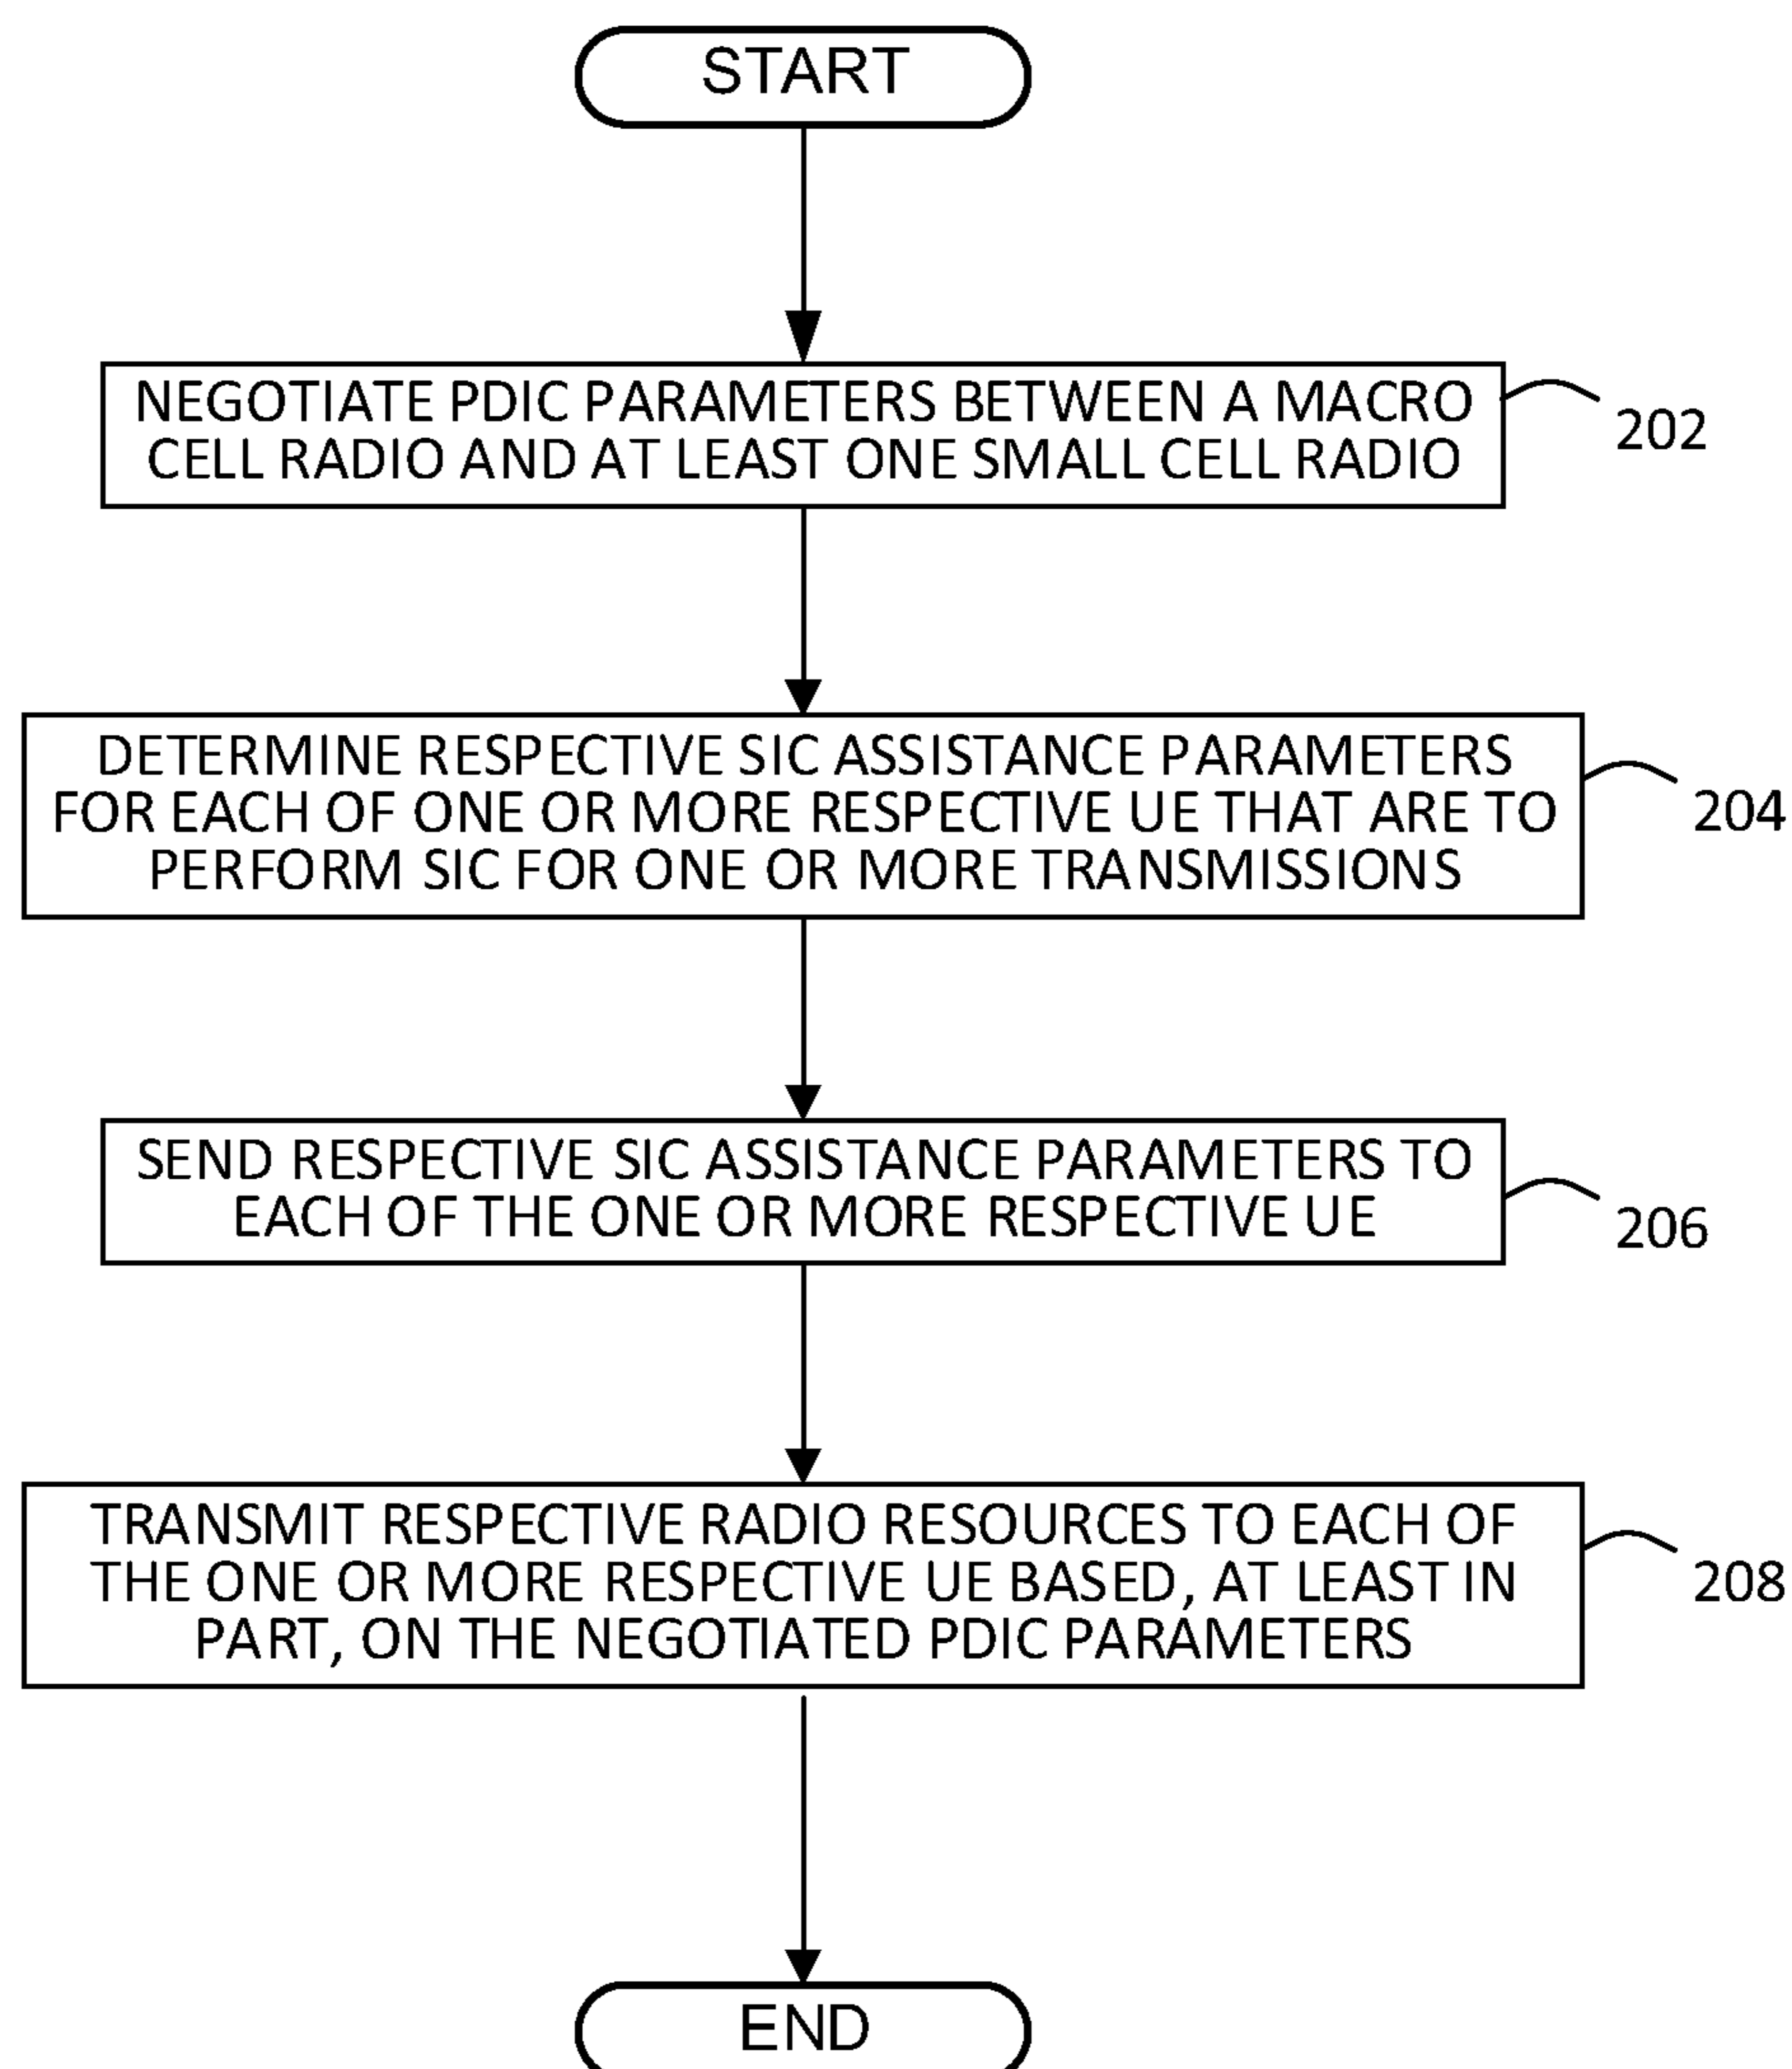 START
NEGOTIATE PDIC PARAMETERS BETWEEN A MACRO
CELL RADIO AND AT LEAST ONE SMALL CELL RADIO
202
DETERMINE RESPECTIVE SIC ASSISTANCE PARAMETERS
FOR EACH OF ONE OR MORE RESPECTIVE UE THAT ARE TO
PERFORM SIC FOR ONE OR MORE TRANSMISSIONS
204
SEND RESPECTIVE SIC ASSISTANCE PARAMETERS TO
EACH OF THE ONE OR MORE RESPECTIVE UE
206
TRANSMIT RESPECTIVE RADIO RESOURCES TO EACH OF
THE ONE OR MORE RESPECTIVE UE BASED, AT LEAST IN
PART, ON THE NEGOTIATED PDIC PARAMETERS
208
END